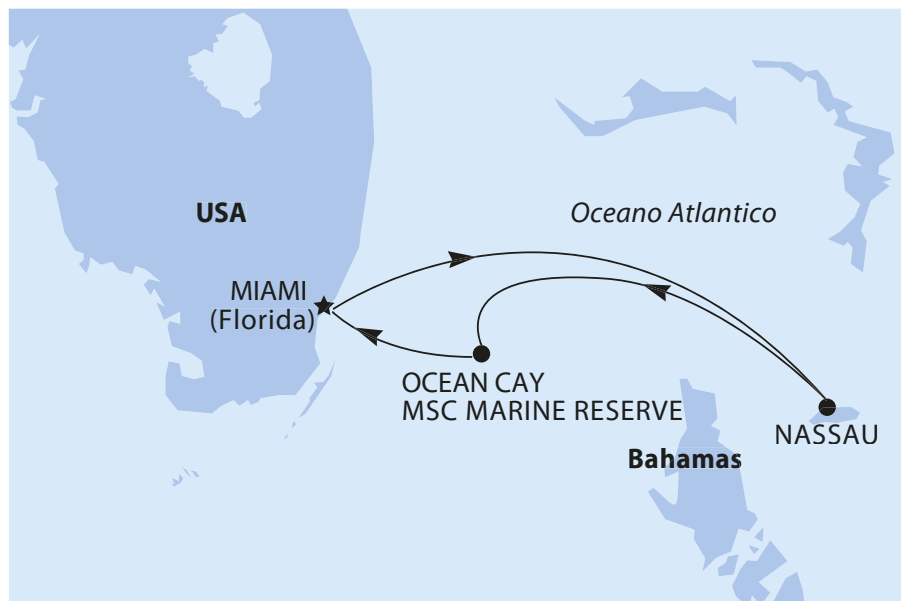 USA
Oceano Atlantico
MIAMI
(Florida)
OCEAN CAY
MSC MARINE RESERVE
NASSAU
Bahamas